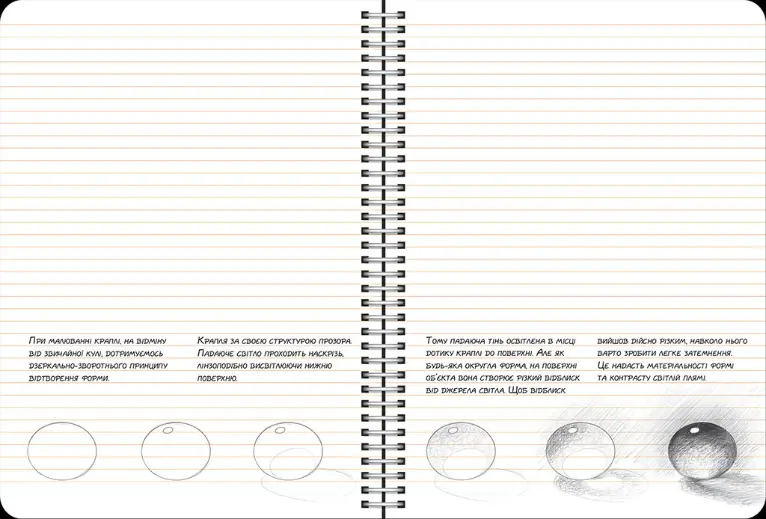 При малюванні краплі, на відміну
від звичайної кулі, дотримуємось
дзеркально-зворотнього принципу
відтворення форми.
Крапля за своєю структурою прозора.
Падаюче світло проходить наскрізь,
лінзоподібно висвітлюючи нижню
поверхню.
Тому падаюча тінь освітлена в місці
дотику краплі до поверхні. Але як
будь-яка округла форма, на поверхні
об'єкта вона створює різкий відблиск
від джерела світла. Щоб відблиск
вийшов дійсно різким, навколо нього
варто зробити легке затемнення.
Це надасть матеріальності формі
та контрасту світлій плямі.